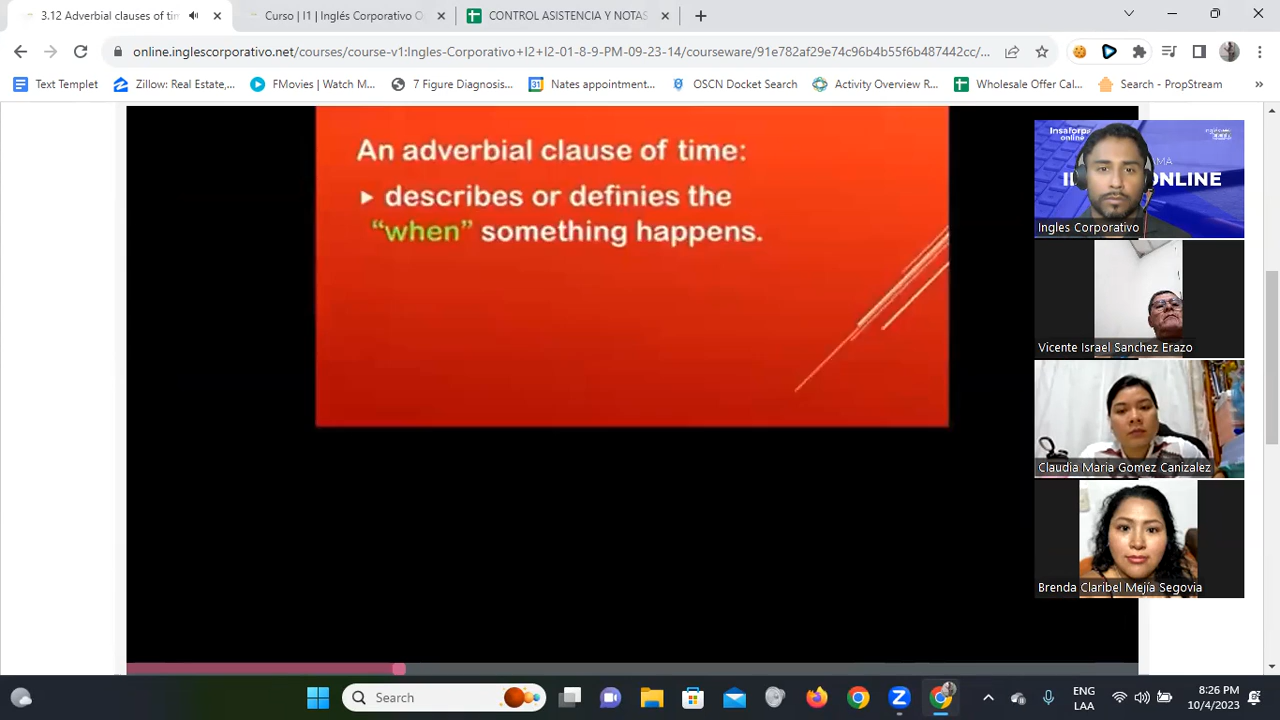 3.12 Adverbial clauses of tim
Curso | I1 | Inglés Corporativo O
CONTROL ASISTENCIA Y NOTAS
online.inglescorporativo.net/courses/course-v1:Ingles-Corporativo+I2+I2-01-8-9-PM-09-23-14/courseware/91e782af29e74c96b4b55f6b487442cc/...
Text Templet
Zillow: Real Estate,...
FMovies | Watch M...
7 Figure Diagnosis...
Nates appointment...
OSCN Docket Search
Activity Overview R...
Wholesale Offer Cal...
Search - PropStream
»
An adverbial clause of time:
describes or definies the
“when” something happens.
Insaforp
online
Ingles Corporativo
Vicente Israel Sanchez Erazo
Claudia Maria Gomez Canizalez
Brenda Claribel Mejía Segovia
Search
ENG
LAA
8:26 PM
10/4/2023